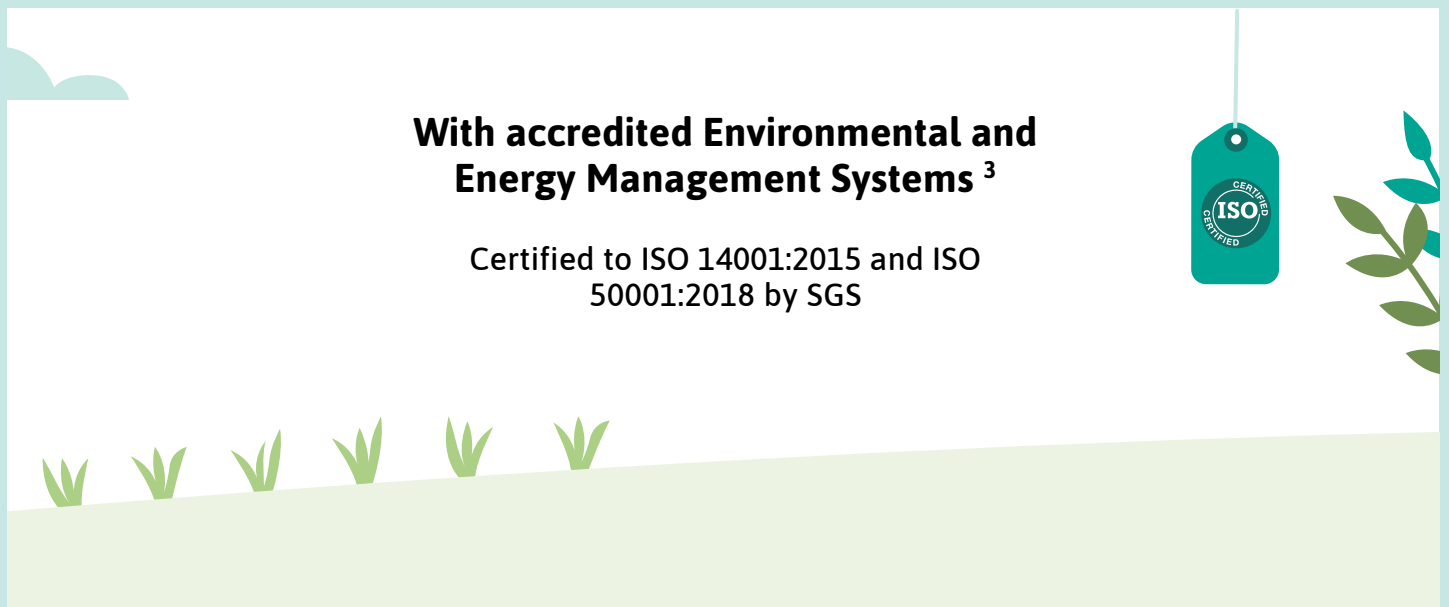 With accredited Environmental and
Energy Management Systems ³
Certified to ISO 14001:2015 and ISO
50001:2018 by SGS
CERTIFIED
ISO
CERTIFIED